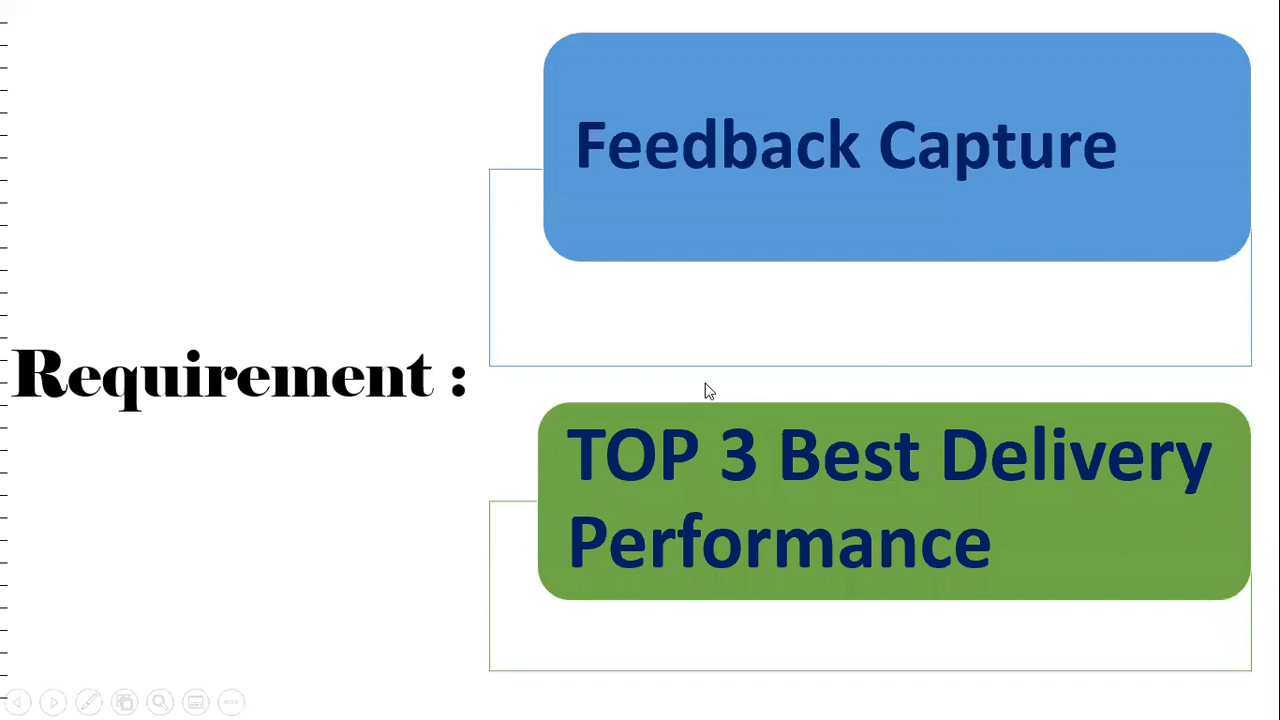 Requirement :
Feedback Capture
TOP 3 Best Delivery
Performance